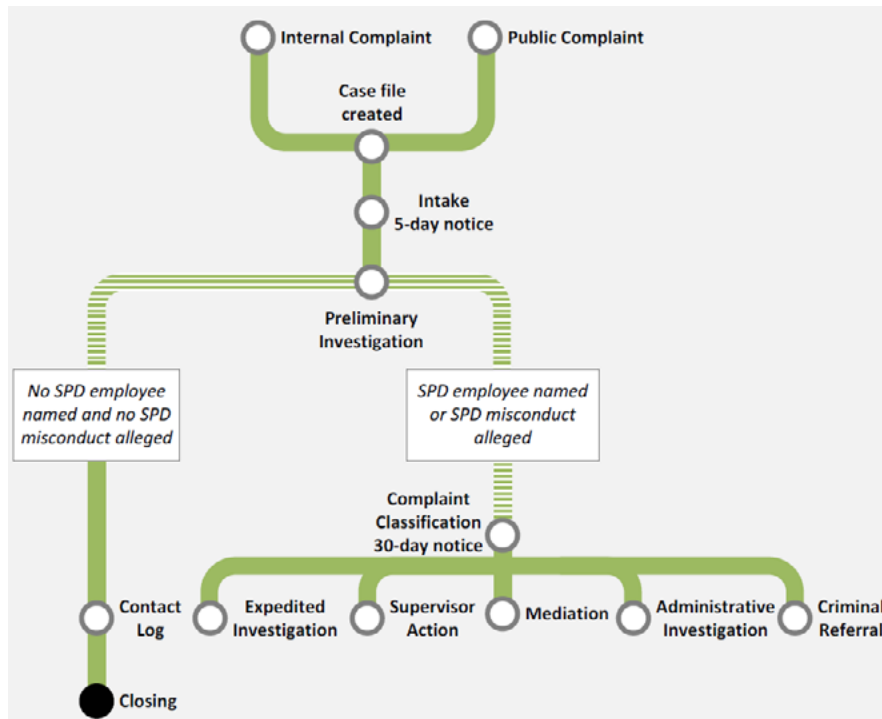 Internal Complaint
Public Complaint
Case file
created
Intake
5-day notice
Preliminary
Investigation
No SPD employee
named and no SPD
misconduct alleged
SPD employee named
or SPD misconduct
alleged
Complaint
Classification
30-day notice
Contact
Log
Expedited
Investigation
Supervisor
Action
Mediation
Administrative
Investigation
Criminal
Referral
Closing